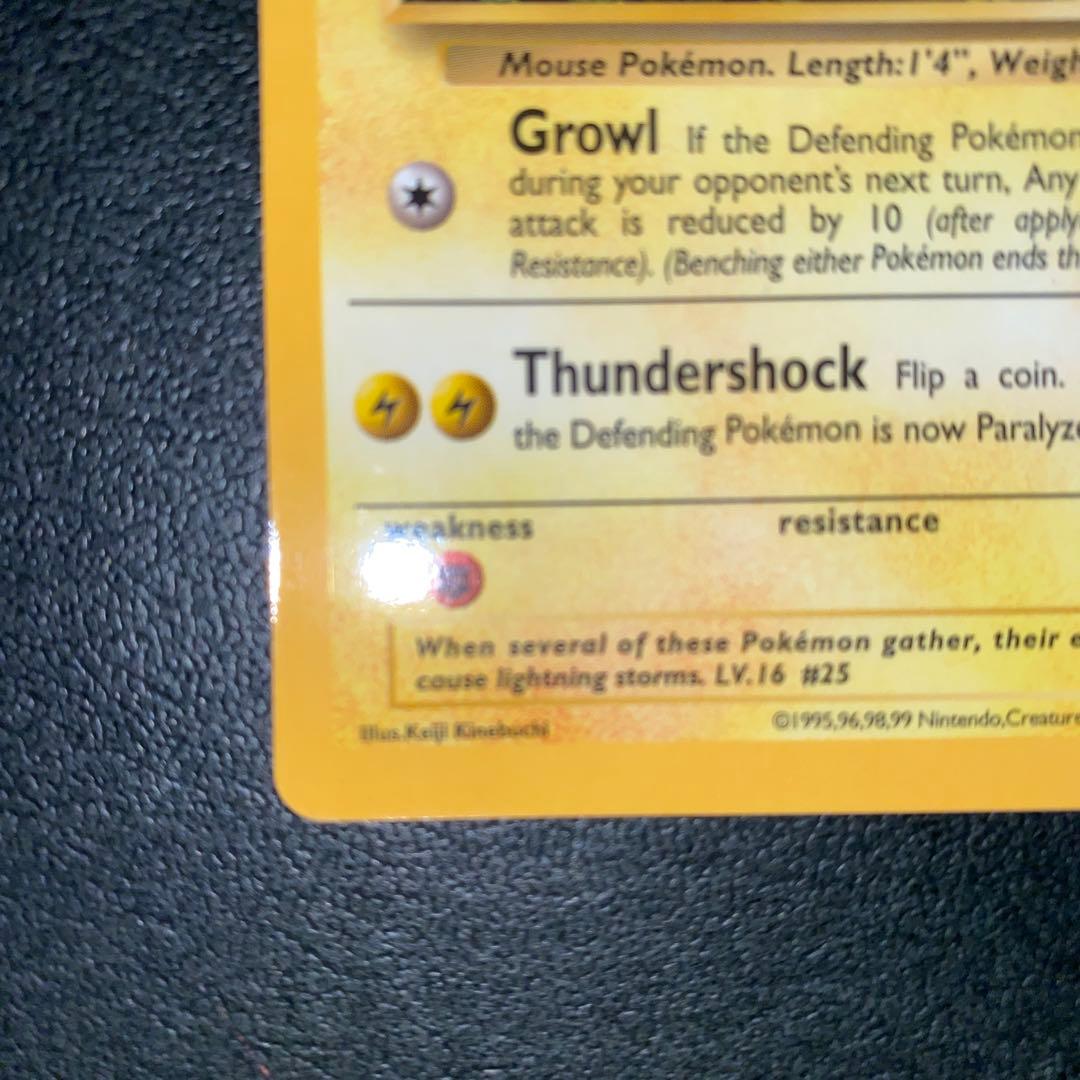 Mouse Pokémon. Length:1'4", Weigh
Growl If the Defending Pokémon
during your opponent's next turn, Any
attack is reduced by 10 (after apply
Resistance). (Benching either Pokémon ends th
Thundershock Flip a coin.
the Defending Pokémon is now Paralyze
weakness resistance
When several of these Pokémon gather, their e
cause lightning storms. LV.16 #25
Illus.Keiji Kinebuchi ©1995,96,98,99 Nintendo,Creature